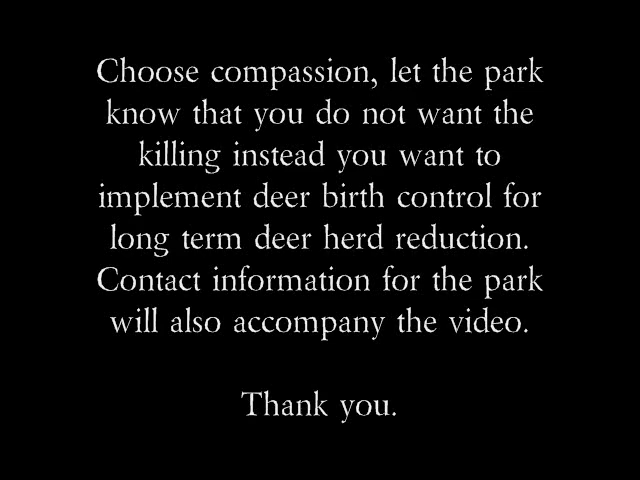 Choose compassion, let the park
know that you do not want the
killing instead you want to
implement deer birth control for
long term deer herd reduction.
Contact information for the park
will also accompany the video.
Thank you.